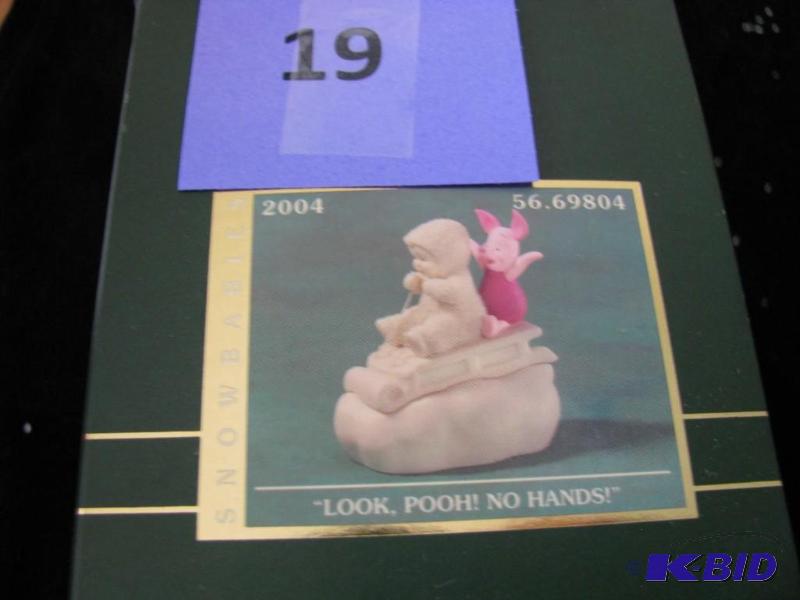 19
2004 56.69804
SNOWBABIES
"LOOK, POOH! NO HANDS!"
K-BID